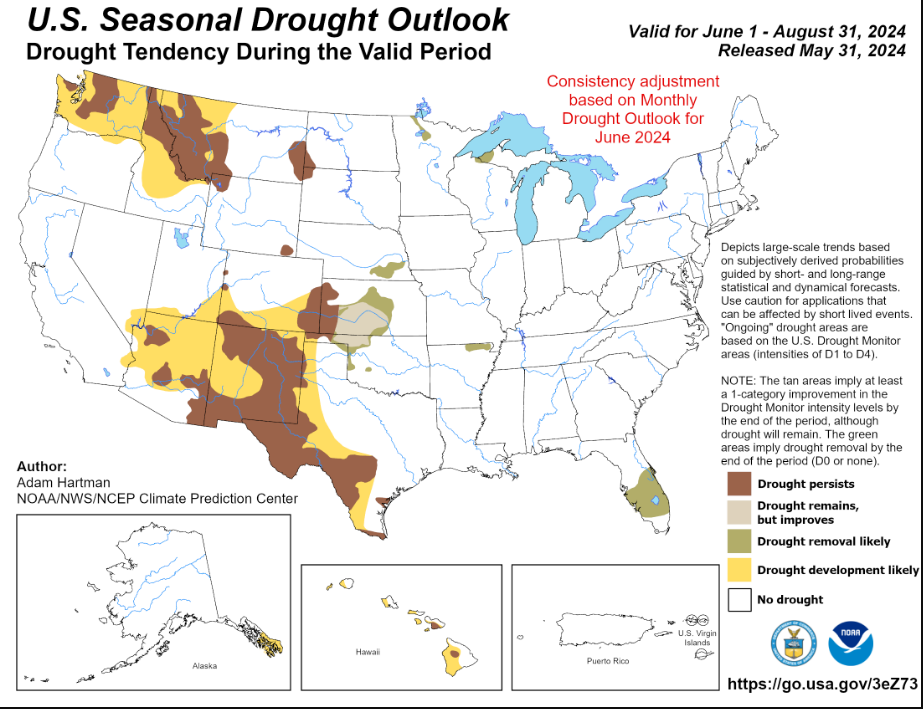 U.S. Seasonal Drought Outlook
Drought Tendency During the Valid Period
Valid for June 1 - August 31, 2024
Released May 31, 2024
Consistency adjustment
based on Monthly
Drought Outlook for
June 2024
Depicts large-scale trends based
on subjectively derived probabilities
guided by short- and long-range
statistical and dynamical forecasts.
Use caution for applications that
can be affected by short lived events.
"Ongoing" drought areas are
based on the U.S. Drought Monitor
areas (intensities of D1 to D4).
NOTE: The tan areas imply at least
a 1-category improvement in the
Drought Monitor intensity levels by
the end of the period, although
drought will remain. The green
areas imply drought removal by the
end of the period (D0 or none).
Author:
Adam Hartman
NOAA/NWS/NCEP Climate Prediction Center
Drought persists
Drought remains,
but improves
Drought removal likely
Drought development likely
No drought
Alaska
Hawaii
Puerto Rico
U.S. Virgin
Islands
NOAA
https://go.usa.gov/3eZ73